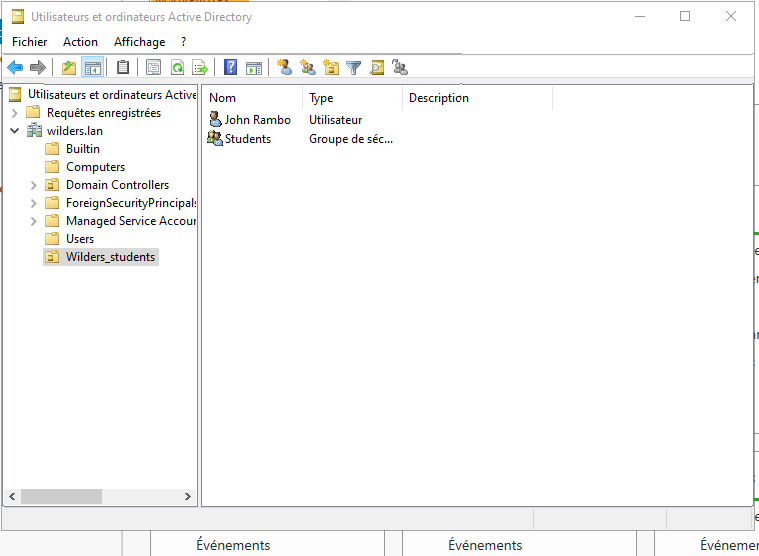 Utilisateurs et ordinateurs Active Directory
Fichier Action Affichage ?
Utilisateurs et ordinateurs Active
Requêtes enregistrées
wilders.lan
Builtin
Computers
Domain Controllers
ForeignSecurityPrincipals
Managed Service Accour
Users
Wilders_students
Nom Type Description
John Rambo Utilisateur
Students Groupe de séc...
Événements Événements Événemen